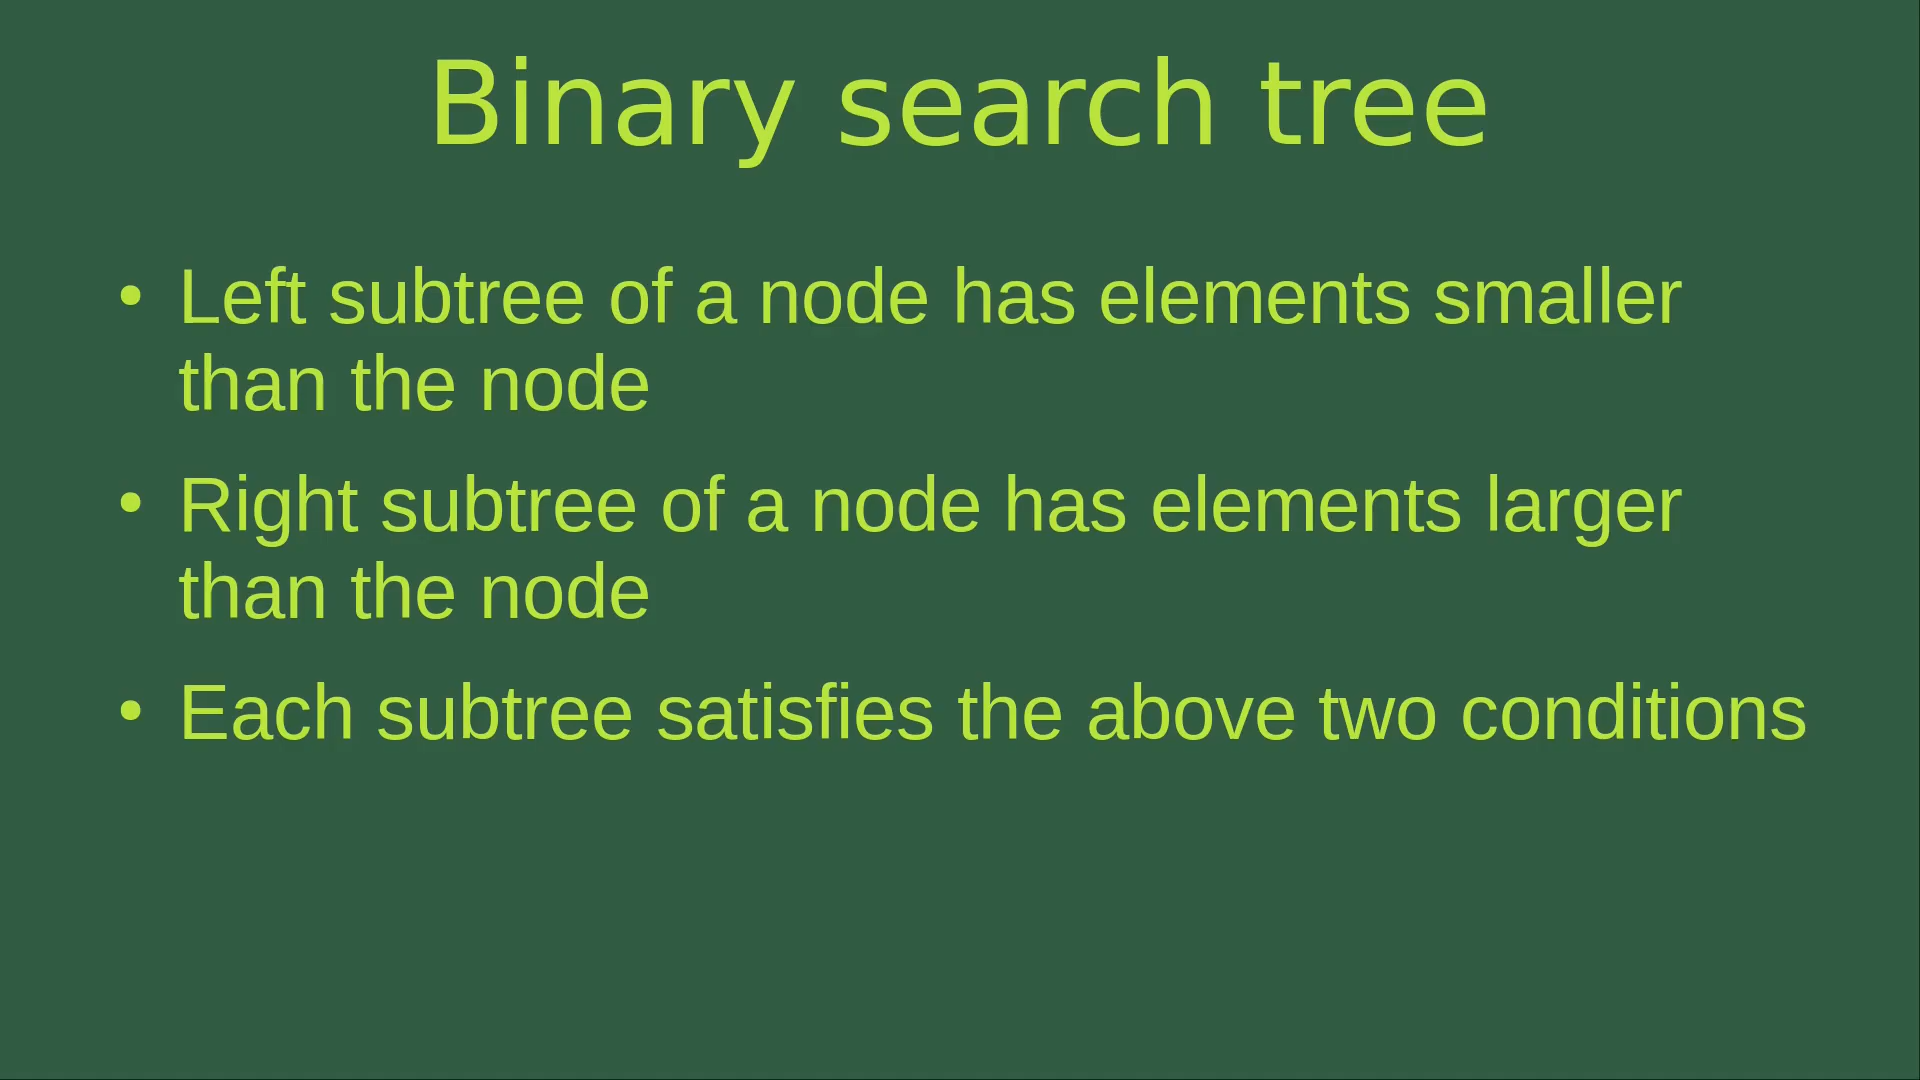 Binary search tree
• Left subtree of a node has elements smaller
than the node
• Right subtree of a node has elements larger
than the node
• Each subtree satisfies the above two conditions